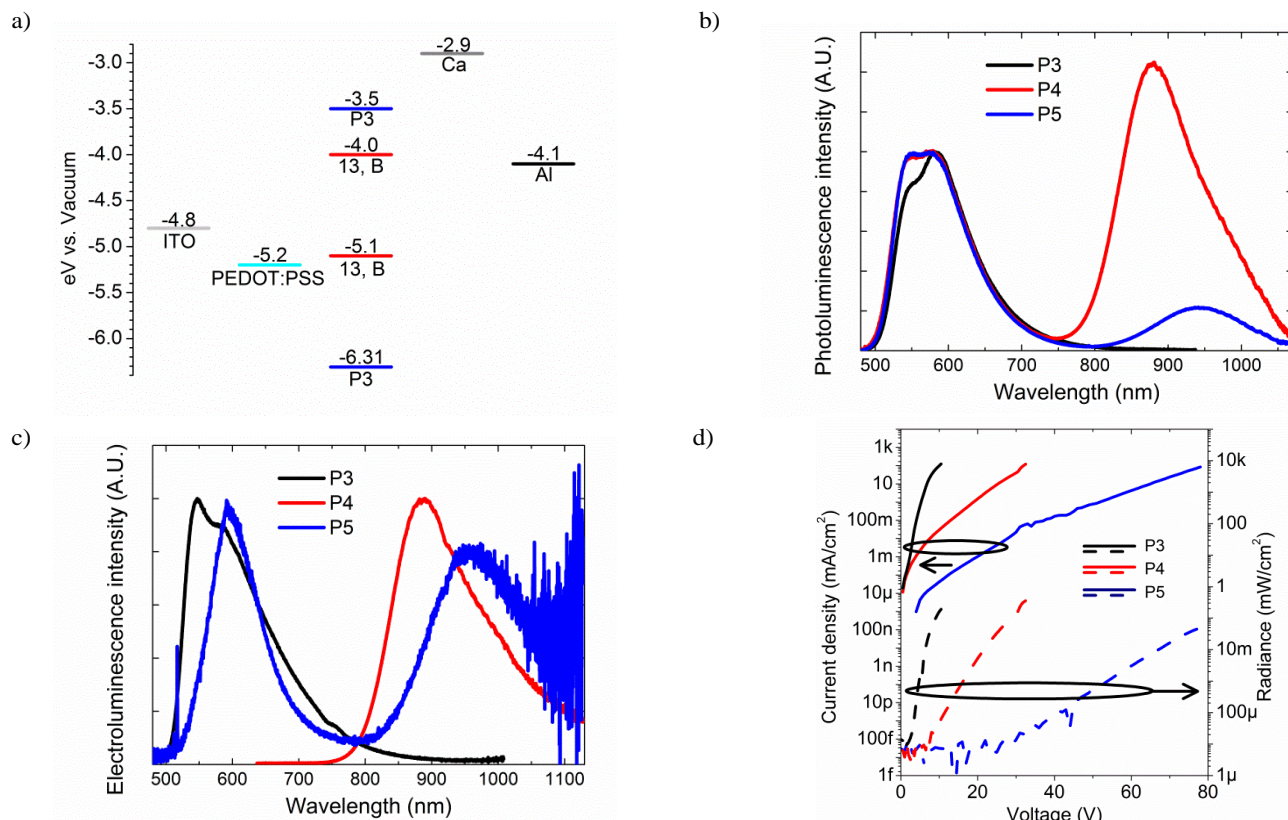 a)
-3.0
-3.5
-4.0
-4.5
-5.0
-5.5
-6.0
eV vs. Vacuum
-4.8
ITO
-5.2
PEDOT:PSS
-3.5
P3
-4.0
13, B
-5.1
13, B
-6.31
P3
-2.9
Ca
-4.1
Al
b)
Photoluminescence intensity (A.U.)
P3
P4
P5
500 600 700 800 900 1000
Wavelength (nm)
c)
Electroluminescence intensity (A.U.)
P3
P4
P5
500 600 700 800 900 1000 1100
Wavelength (nm)
d)
Current density (mA/cm²)
1k
10
100m
1m
10µ
100n
1n
10p
100f
1f
P3
P4
P5
10k
100
1
10m
100µ
1µ
Radiance (mW/cm²)
0 20 40 60 80
Voltage (V)